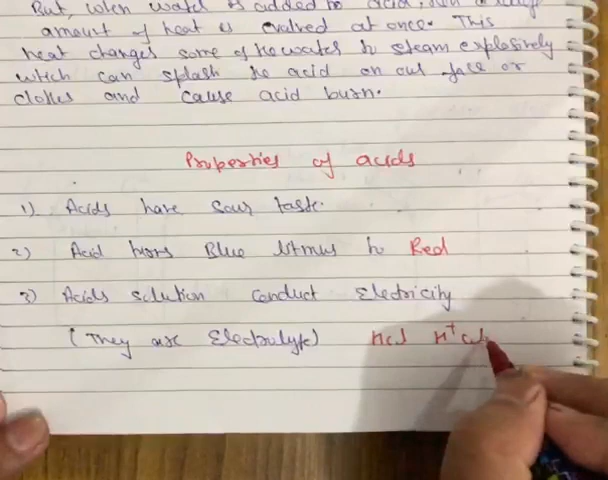 But, when water is added to acid, then a large
amount of heat is evolved at once. This
heat changes some of the water to steam explosively
which can splash the acid on our face or
clothes and cause acid burn.
Properties of acids
1) Acids have Sour taste.
2) Acid turns Blue litmus to Red
3) Acids solution conduct Electricity
(They are Electrolyte) HCl H+ Cl